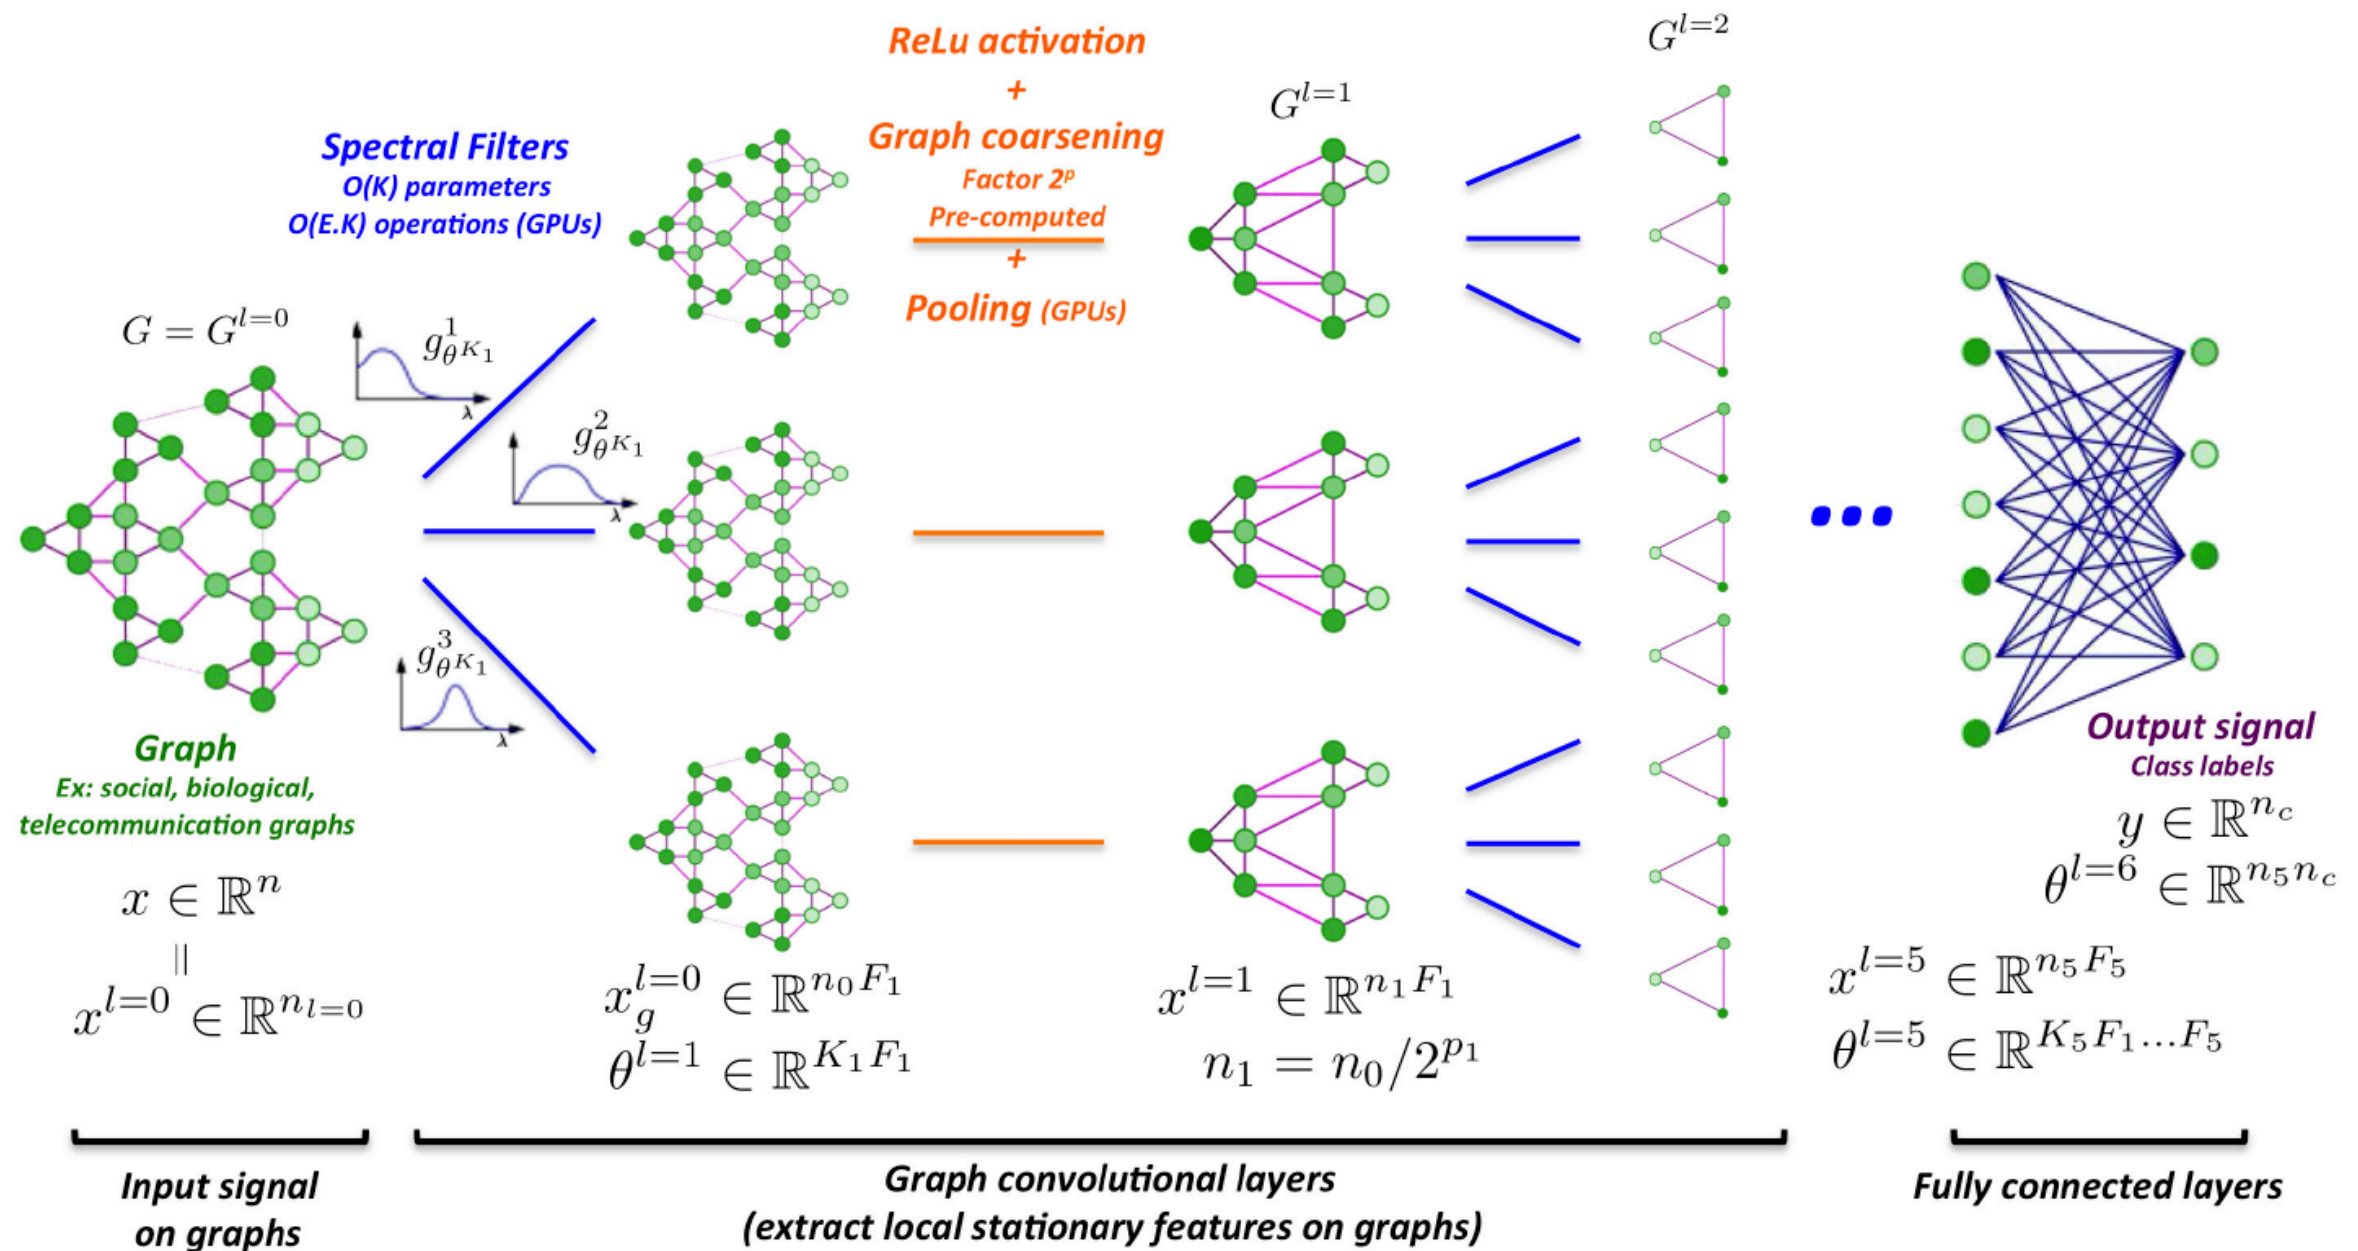 G = G^{l=0}
Graph
Ex: social, biological,
telecommunication graphs
x ∈ ℝ^n
||
x^{l=0} ∈ ℝ^{n_{l=0}}
Input signal
on graphs
Spectral Filters
O(K) parameters
O(E.K) operations (GPUs)
g^1_{θ^{K_1}}
λ
g^2_{θ^{K_1}}
λ
g^3_{θ^{K_1}}
λ
x_g^{l=0} ∈ ℝ^{n_0 F_1}
θ^{l=1} ∈ ℝ^{K_1 F_1}
ReLu activation
+
Graph coarsening
Factor 2^p
Pre-computed
+
Pooling (GPUs)
G^{l=1}
x^{l=1} ∈ ℝ^{n_1 F_1}
n_1 = n_0/2^{p_1}
G^{l=2}
Graph convolutional layers
(extract local stationary features on graphs)
Output signal
Class labels
y ∈ ℝ^{n_c}
θ^{l=6} ∈ ℝ^{n_5 n_c}
x^{l=5} ∈ ℝ^{n_5 F_5}
θ^{l=5} ∈ ℝ^{K_5 F_1...F_5}
Fully connected layers